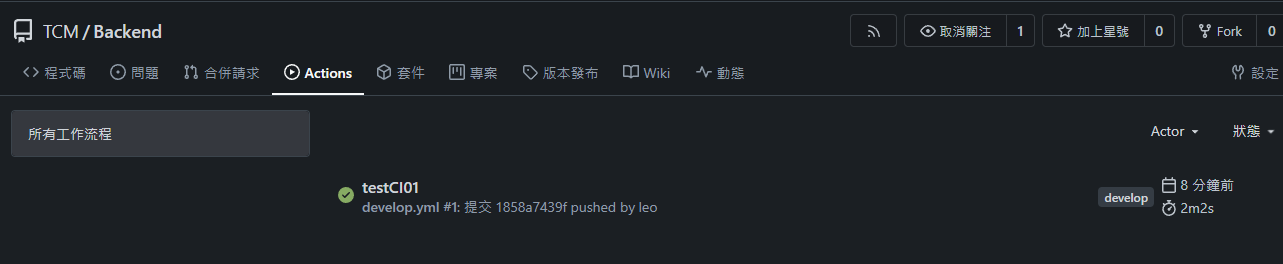 TCM / Backend
取消關注 1
加上星號 0
Fork 0
程式碼 問題 合併請求 Actions 套件 專案 版本發布 Wiki 動態 設定
所有工作流程
Actor 狀態
testCI01
develop.yml #1: 提交 1858a7439f pushed by leo
develop
8 分鐘前
2m2s